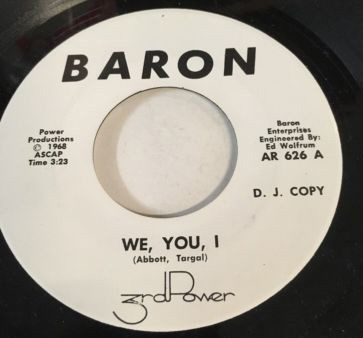 BARON
Power
Productions
© 1968
ASCAP
Time 3:23
Baron
Enterprises
Engineered By:
Ed Wolfrum
AR 626 A
D. J. COPY
WE, YOU, I
(Abbott, Targal)
3rd Power